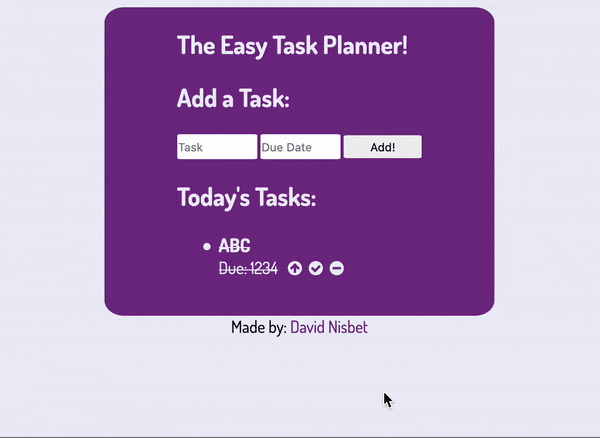 The Easy Task Planner!
Add a Task:
Task Due Date Add!
Today's Tasks:
ABC
Due: 1234
Made by: David Nisbet